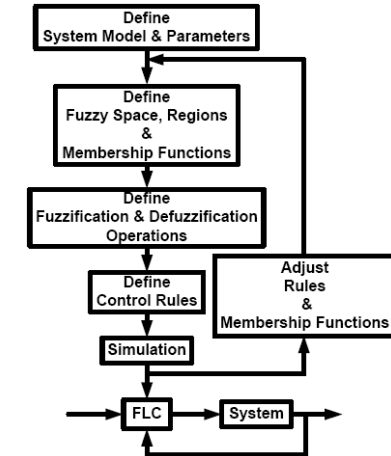 Define
System Model & Parameters
Define
Fuzzy Space, Regions
&
Membership Functions
Define
Fuzzification & Defuzzification
Operations
Define
Control Rules
Adjust
Rules
&
Membership Functions
Simulation
FLC
System